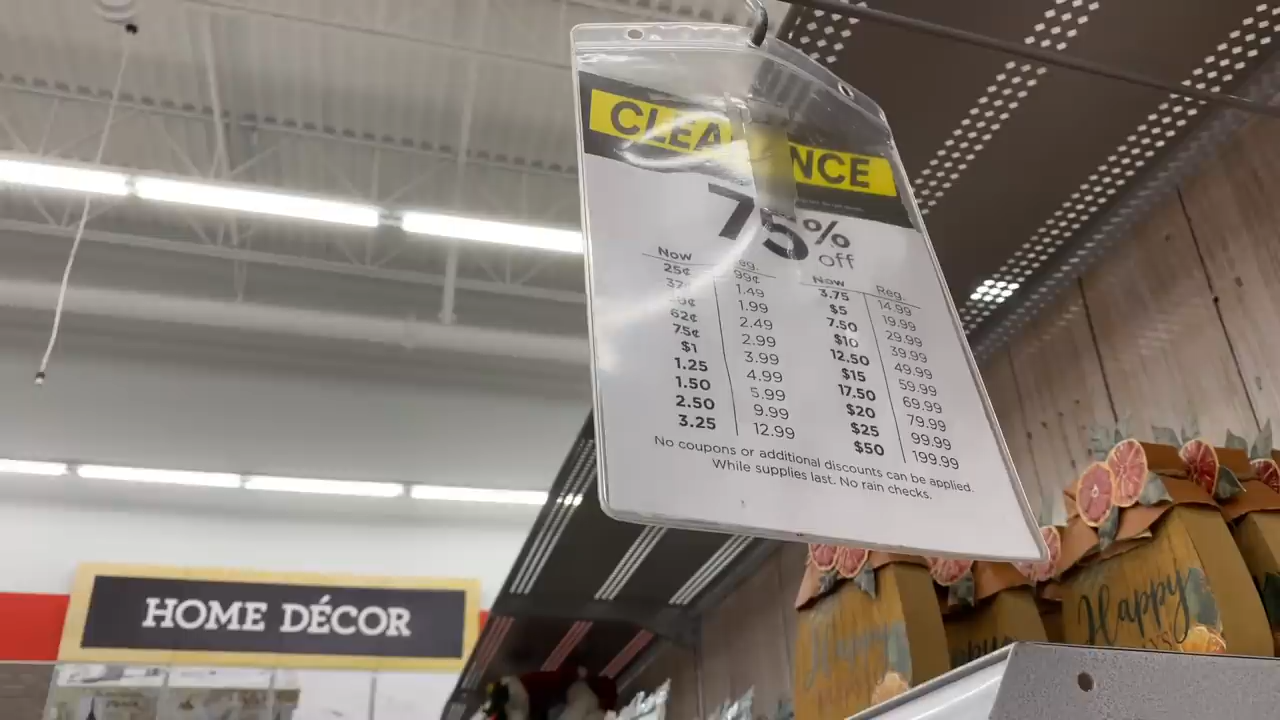 CLEA NCE
75% off
Now eg.
25¢ 99¢
37 1.49
0¢ 1.99
62¢ 2.49
75¢ 2.99
$1 3.99
1.25 4.99
1.50 5.99
2.50 9.99
3.25 12.99
Now Reg.
3.75 14.99
$5 19.99
7.50 29.99
$10 39.99
12.50 49.99
$15 59.99
17.50 69.99
$20 79.99
$25 99.99
$50 199.99
No coupons or additional discounts can be applied.
While supplies last. No rain checks.
HOME DÉCOR
Happy